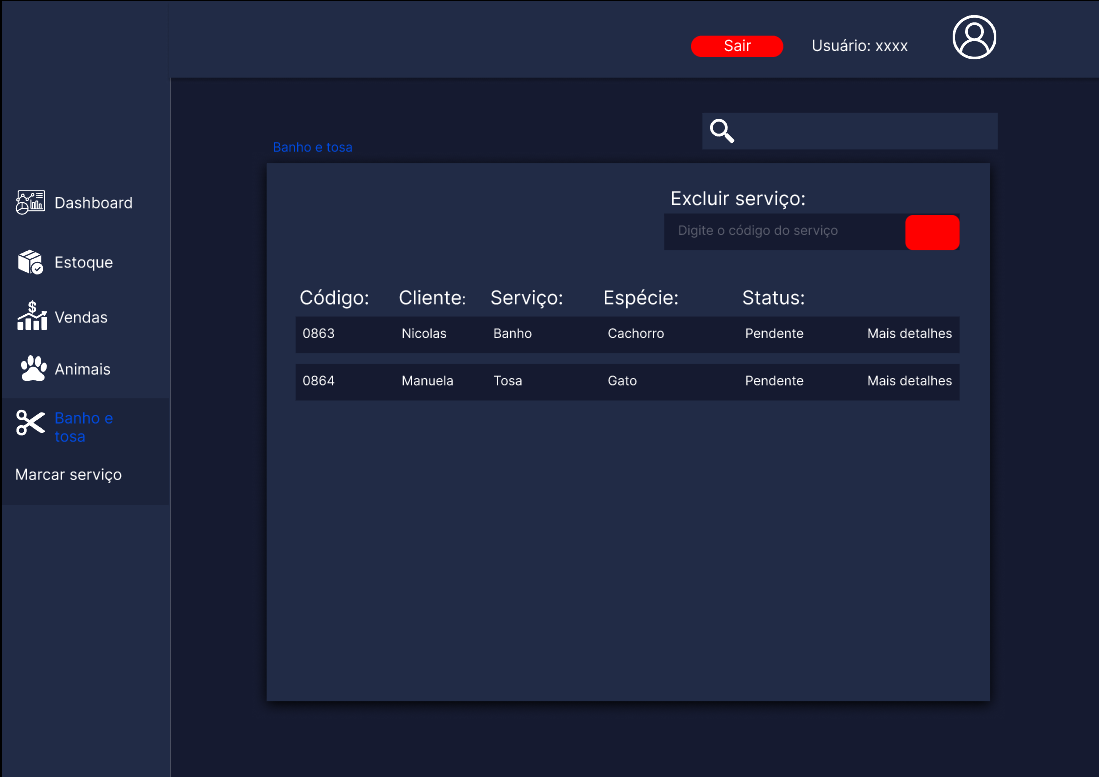 Sair
Usuário: xxxx
Banho e tosa
Dashboard
Estoque
Vendas
Animais
Banho e
tosa
Marcar serviço
Excluir serviço:
Digite o código do serviço
Código: Cliente: Serviço: Espécie: Status:
0863 Nicolas Banho Cachorro Pendente Mais detalhes
0864 Manuela Tosa Gato Pendente Mais detalhes